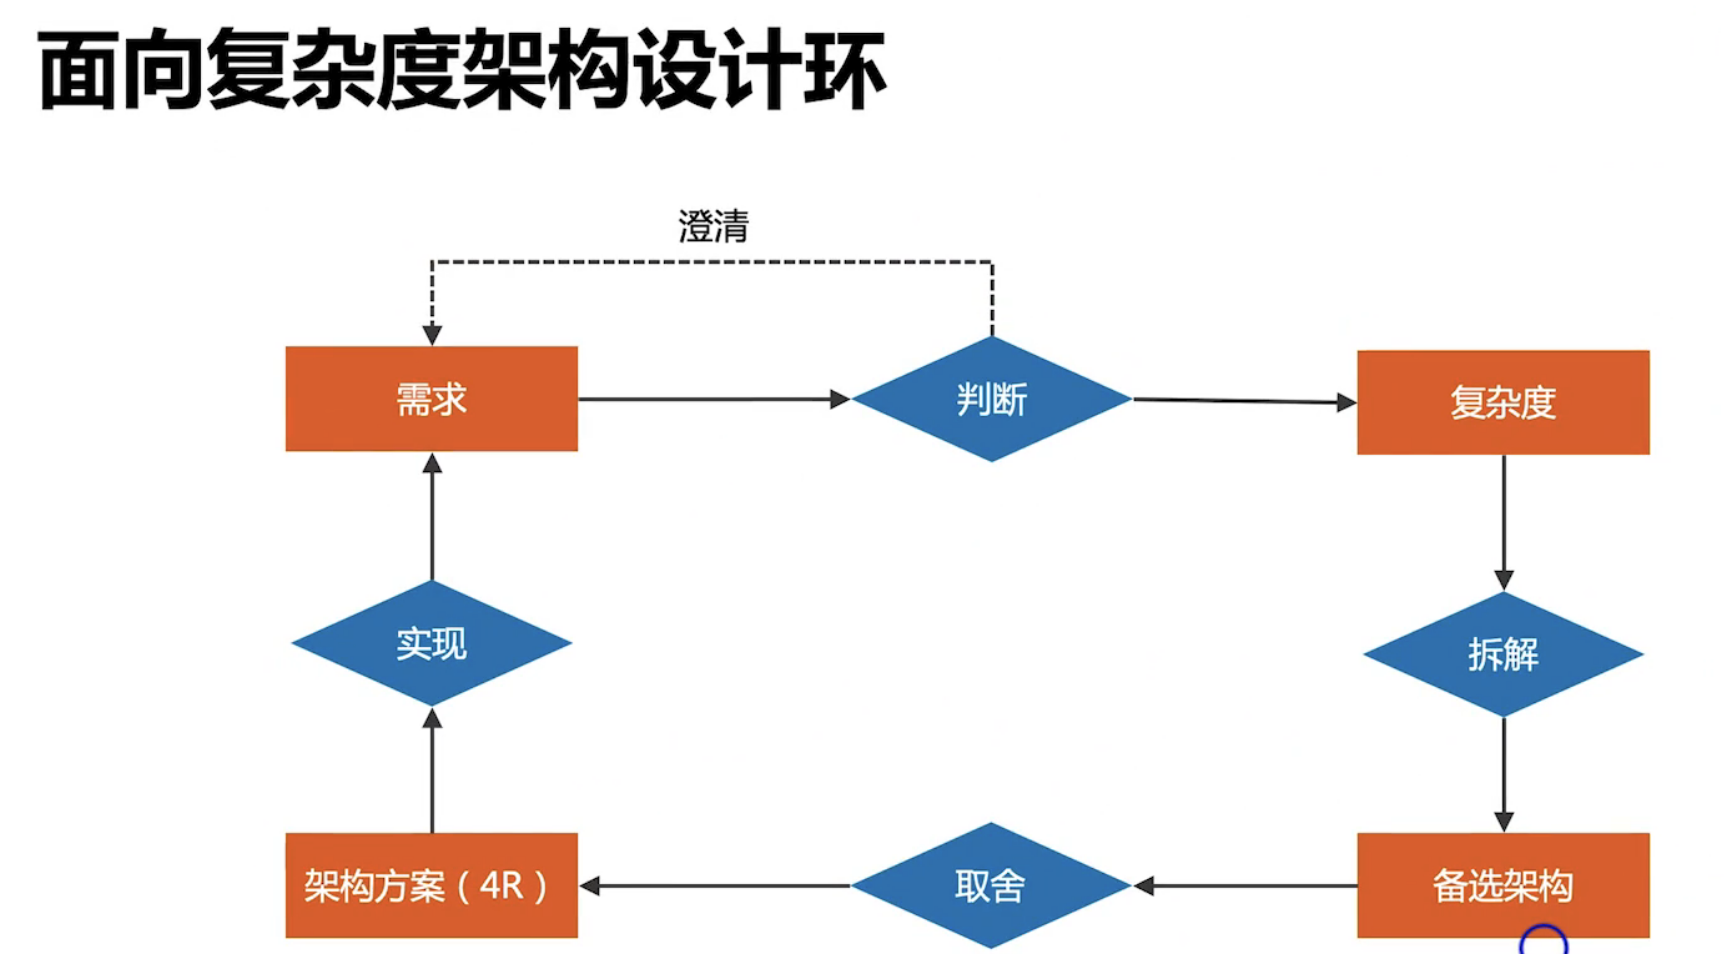 面向复杂度架构设计环
澄清
需求
判断
复杂度
实现
拆解
架构方案（4R）
取舍
备选架构